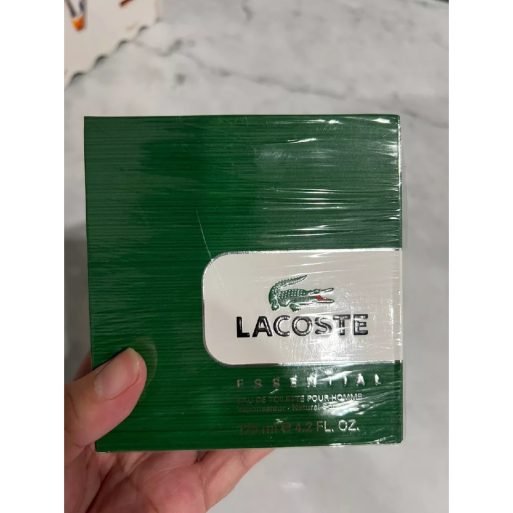 LACOSTE
ESSENTIAL
EAU DE TOILETTE POUR HOMME
Vaporisateur - Natural Spray
125 ml ℮ 4.2 FL. OZ.